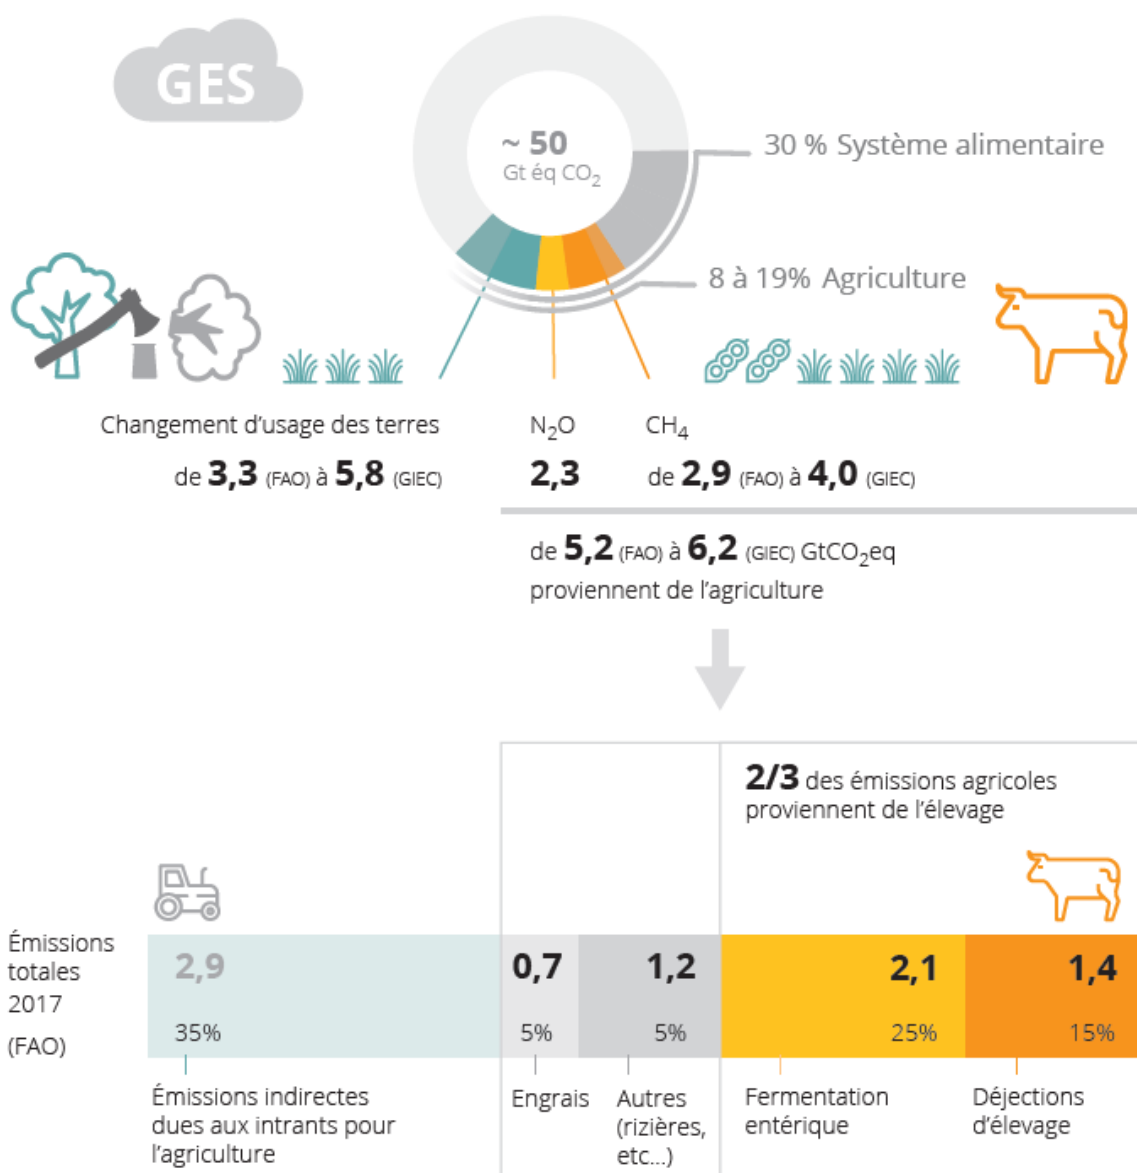 GES
~ 50
Gt éq CO₂
30 % Système alimentaire
8 à 19% Agriculture
Changement d'usage des terres
de 3,3 (FAO) à 5,8 (GIEC)
N₂O
2,3
CH₄
de 2,9 (FAO) à 4,0 (GIEC)
de 5,2 (FAO) à 6,2 (GIEC) GtCO₂eq
proviennent de l'agriculture
2/3 des émissions agricoles
proviennent de l'élevage
Émissions
totales
2017
(FAO)
2,9
35%
Émissions indirectes
dues aux intrants pour
l'agriculture
0,7
5%
Engrais
1,2
5%
Autres
(rizières,
etc...)
2,1
25%
Fermentation
entérique
1,4
15%
Déjections
d'élevage